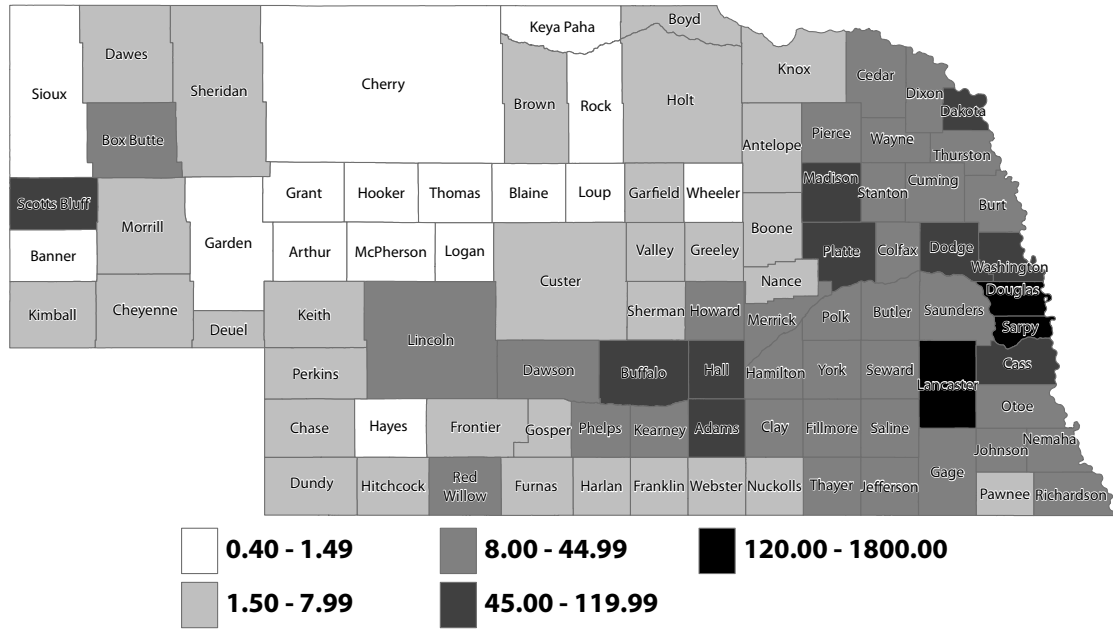 Keya Paha
Boyd
Dawes
Knox
Cedar
Sioux
Sheridan
Cherry
Brown
Rock
Holt
Dixon
Dakota
Box Butte
Antelope
Pierce
Wayne
Thurston
Scotts Bluff
Grant
Hooker
Thomas
Blaine
Loup
Garfield
Wheeler
Madison
Stanton
Cuming
Burt
Morrill
Garden
Boone
Banner
Arthur
McPherson
Logan
Custer
Valley
Greeley
Platte
Colfax
Dodge
Washington
Nance
Douglas
Kimball
Cheyenne
Deuel
Keith
Lincoln
Sherman
Howard
Merrick
Polk
Butler
Saunders
Sarpy
Perkins
Dawson
Buffalo
Hall
Hamilton
York
Seward
Lancaster
Cass
Otoe
Chase
Hayes
Frontier
Gosper
Phelps
Kearney
Adams
Clay
Fillmore
Saline
Johnson
Nemaha
Dundy
Hitchcock
Red
Willow
Furnas
Harlan
Franklin
Webster
Nuckolls
Thayer
Jefferson
Gage
Pawnee
Richardson
0.40 - 1.49
8.00 - 44.99
120.00 - 1800.00
1.50 - 7.99
45.00 - 119.99